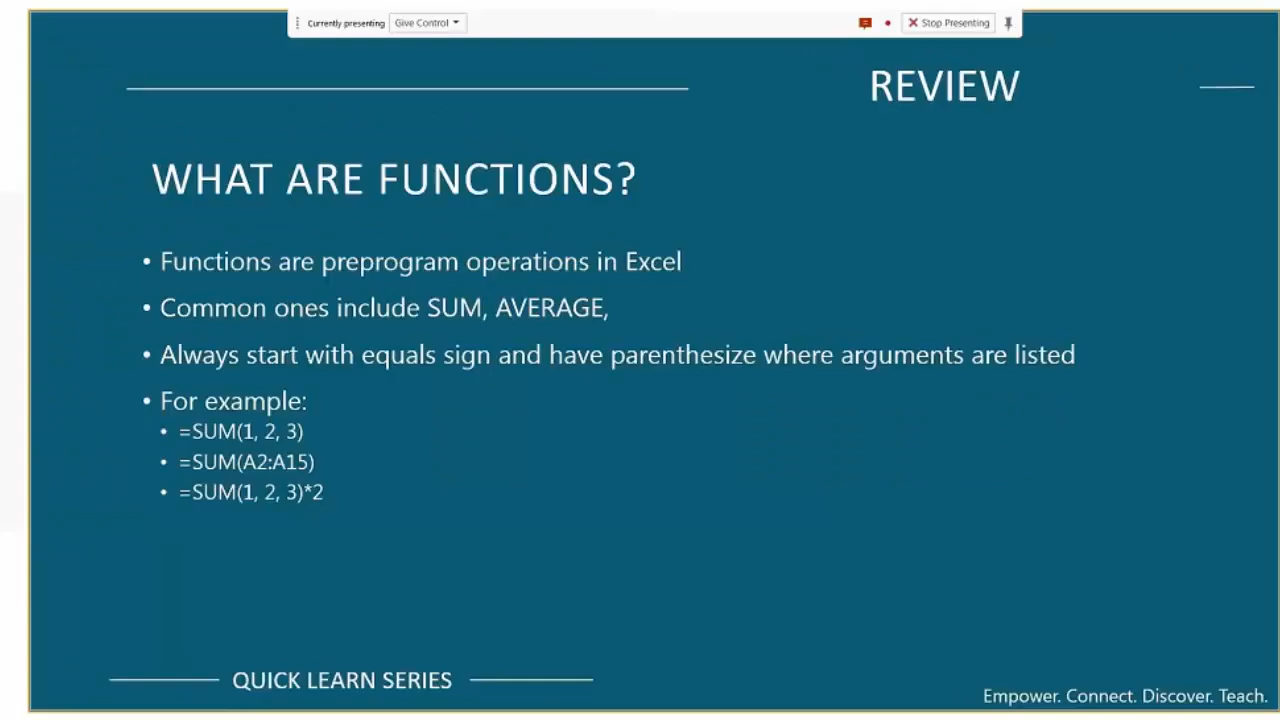 Currently presenting Give Control Stop Presenting
REVIEW
WHAT ARE FUNCTIONS?
• Functions are preprogram operations in Excel
• Common ones include SUM, AVERAGE,
• Always start with equals sign and have parenthesize where arguments are listed
• For example:
• =SUM(1, 2, 3)
• =SUM(A2:A15)
• =SUM(1, 2, 3)*2
QUICK LEARN SERIES
Empower. Connect. Discover. Teach.